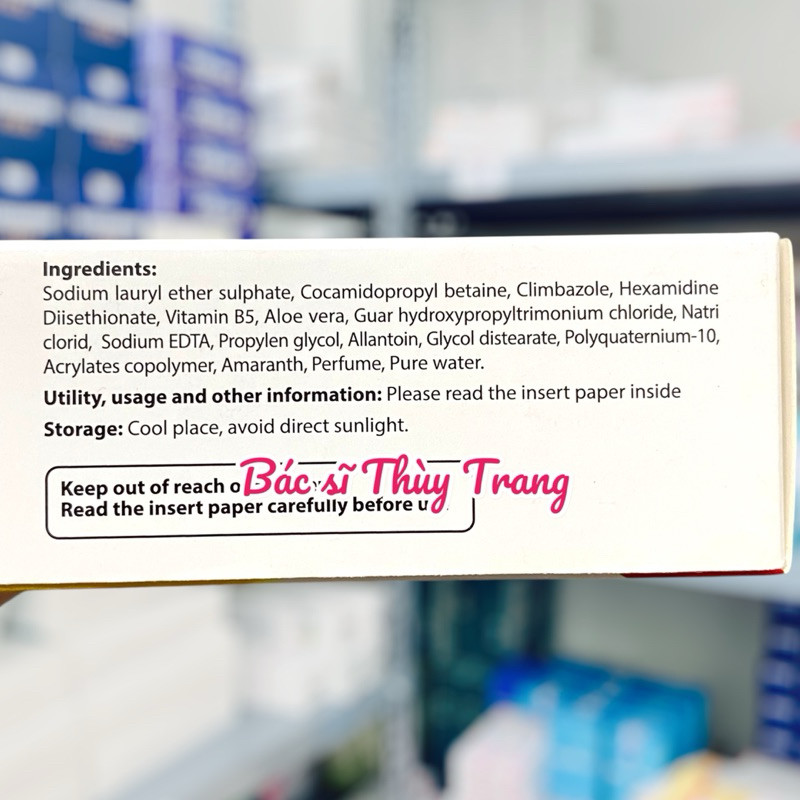 Ingredients:
Sodium lauryl ether sulphate, Cocamidopropyl betaine, Climbazole, Hexamidine
Diisethionate, Vitamin B5, Aloe vera, Guar hydroxypropyltrimonium chloride, Natri
clorid, Sodium EDTA, Propylen glycol, Allantoin, Glycol distearate, Polyquaternium-10,
Acrylates copolymer, Amaranth, Perfume, Pure water.
Utility, usage and other information: Please read the insert paper inside
Storage: Cool place, avoid direct sunlight.
Keep out of reach
Bác sĩ Thùy Trang
Read the insert paper carefully before